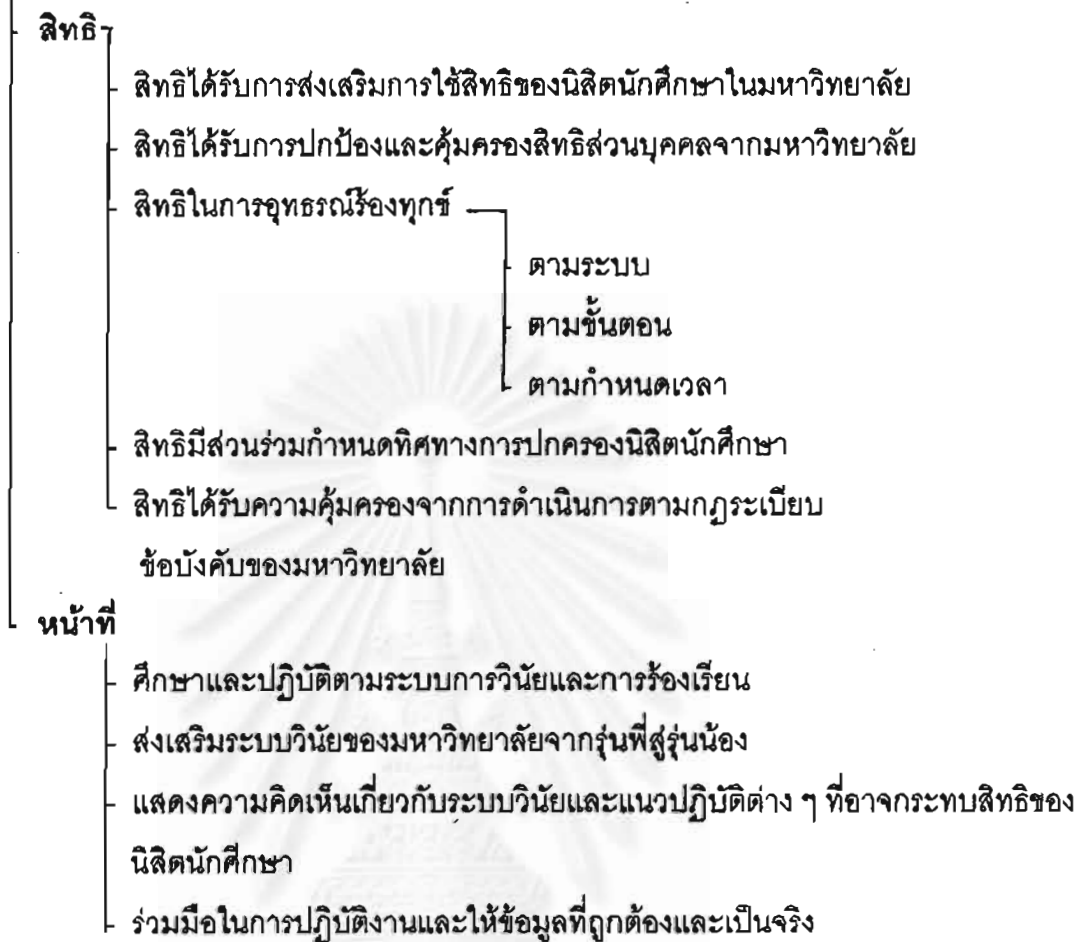 สิทธิ
สิทธิได้รับการส่งเสริมการใช้สิทธิของนิสิตนักศึกษาในมหาวิทยาลัย
สิทธิได้รับการปกป้องและคุ้มครองสิทธิส่วนบุคคลจากมหาวิทยาลัย
สิทธิในการอุทธรณ์ร้องทุกข์
ตามระบบ
ตามขั้นตอน
ตามกำหนดเวลา
สิทธิมีส่วนร่วมกำหนดทิศทางการปกครองนิสิตนักศึกษา
สิทธิได้รับความคุ้มครองจากการดำเนินการตามกฎระเบียบ
ข้อบังคับของมหาวิทยาลัย
หน้าที่
ศึกษาและปฏิบัติตามระบบการวินัยและการร้องเรียน
ส่งเสริมระบบวินัยของมหาวิทยาลัยจากรุ่นพี่สู่รุ่นน้อง
แสดงความคิดเห็นเกี่ยวกับระบบวินัยและแนวปฏิบัติต่าง ๆ ที่อาจกระทบสิทธิของ
นิสิตนักศึกษา
ร่วมมือในการปฏิบัติงานและให้ข้อมูลที่ถูกต้องและเป็นจริง